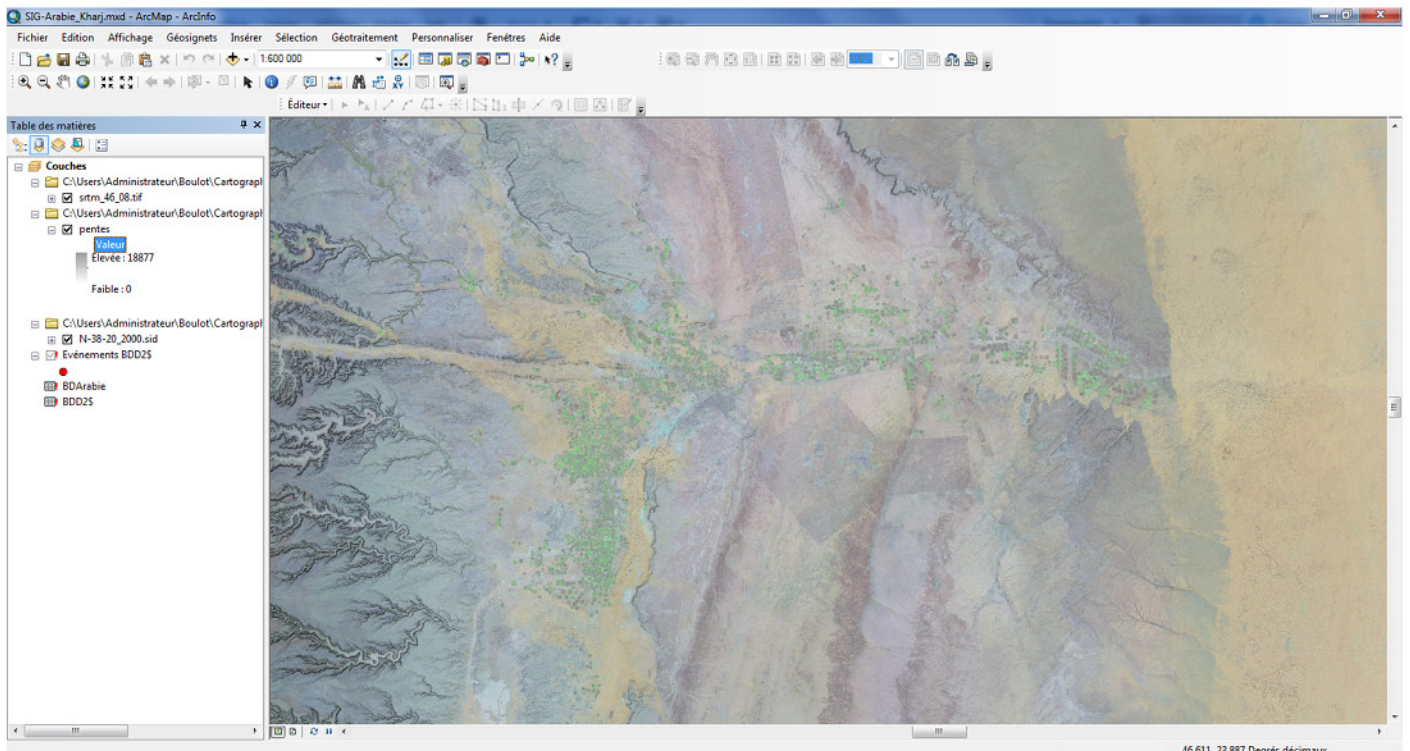 SIG-Arabie_Kharj.mxd - ArcMap - ArcInfo
Fichier Edition Affichage Géosignets Insérer Sélection Géotraitement Personnaliser Fenêtres Aide
1:600 000
Éditeur
Table des matières
Couches
C:\Users\Administrateur\Boulot\Cartograph
srtm_46_08.tif
C:\Users\Administrateur\Boulot\Cartograph
pentes
Valeur
Élevée : 18877
Faible : 0
C:\Users\Administrateur\Boulot\Cartograph
N-38-20_2000.sid
Evénements BDD2$
BDArabie
BDD2$
46,611 23,887 Degrés décimaux